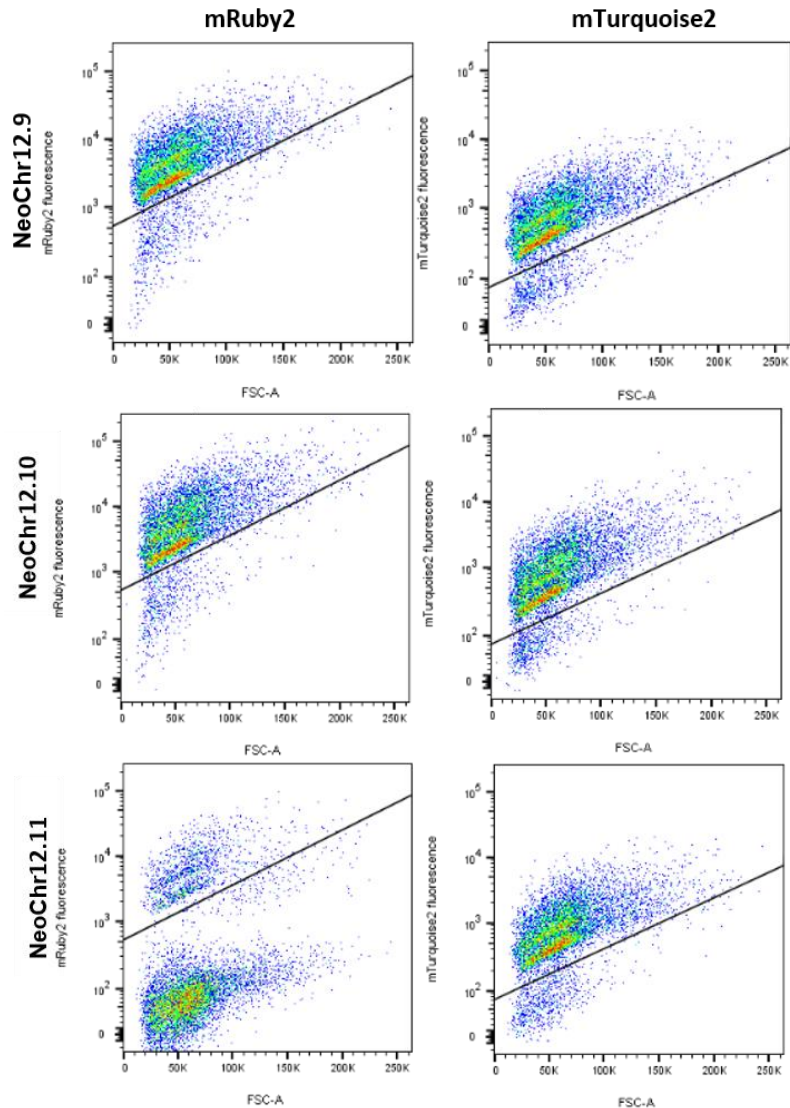 mRuby2 mTurquoise2
NeoChr12.9
mRuby2 fluorescence
10^5
10^4
10^3
10^2
0
0 50K 100K 150K 200K 250K
FSC-A
mTurquoise2 fluorescence
10^5
10^4
10^3
10^2
0
0 50K 100K 150K 200K 250K
FSC-A
NeoChr12.10
mRuby2 fluorescence
10^5
10^4
10^3
10^2
0
0 50K 100K 150K 200K 250K
FSC-A
mTurquoise2 fluorescence
10^5
10^4
10^3
10^2
0
0 50K 100K 150K 200K 250K
FSC-A
NeoChr12.11
mRuby2 fluorescence
10^5
10^4
10^3
10^2
0
0 50K 100K 150K 200K 250K
FSC-A
mTurquoise2 fluorescence
10^5
10^4
10^3
10^2
0
0 50K 100K 150K 200K 250K
FSC-A